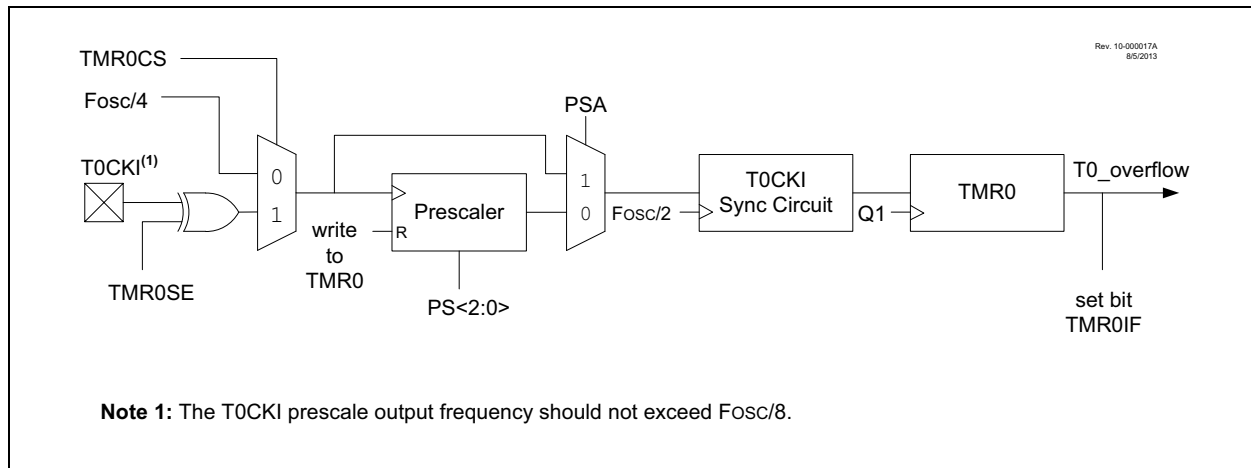 Rev. 10-000017A
8/5/2013
TMR0CS
Fosc/4
PSA
T0CKI(1)
0
1
1
0
T0CKI
Sync Circuit
TMR0
T0_overflow
Prescaler
R
FOSC/2
Q1
write
to
TMR0
TMR0SE
PS<2:0>
set bit
TMR0IF
Note 1: The T0CKI prescale output frequency should not exceed FOSC/8.